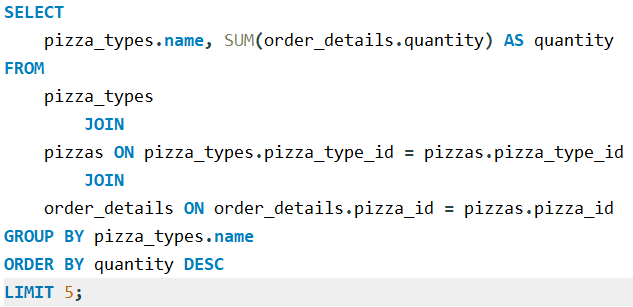 SELECT
pizza_types.name, SUM(order_details.quantity) AS quantity
FROM
pizza_types
JOIN
pizzas ON pizza_types.pizza_type_id = pizzas.pizza_type_id
JOIN
order_details ON order_details.pizza_id = pizzas.pizza_id
GROUP BY pizza_types.name
ORDER BY quantity DESC
LIMIT 5;